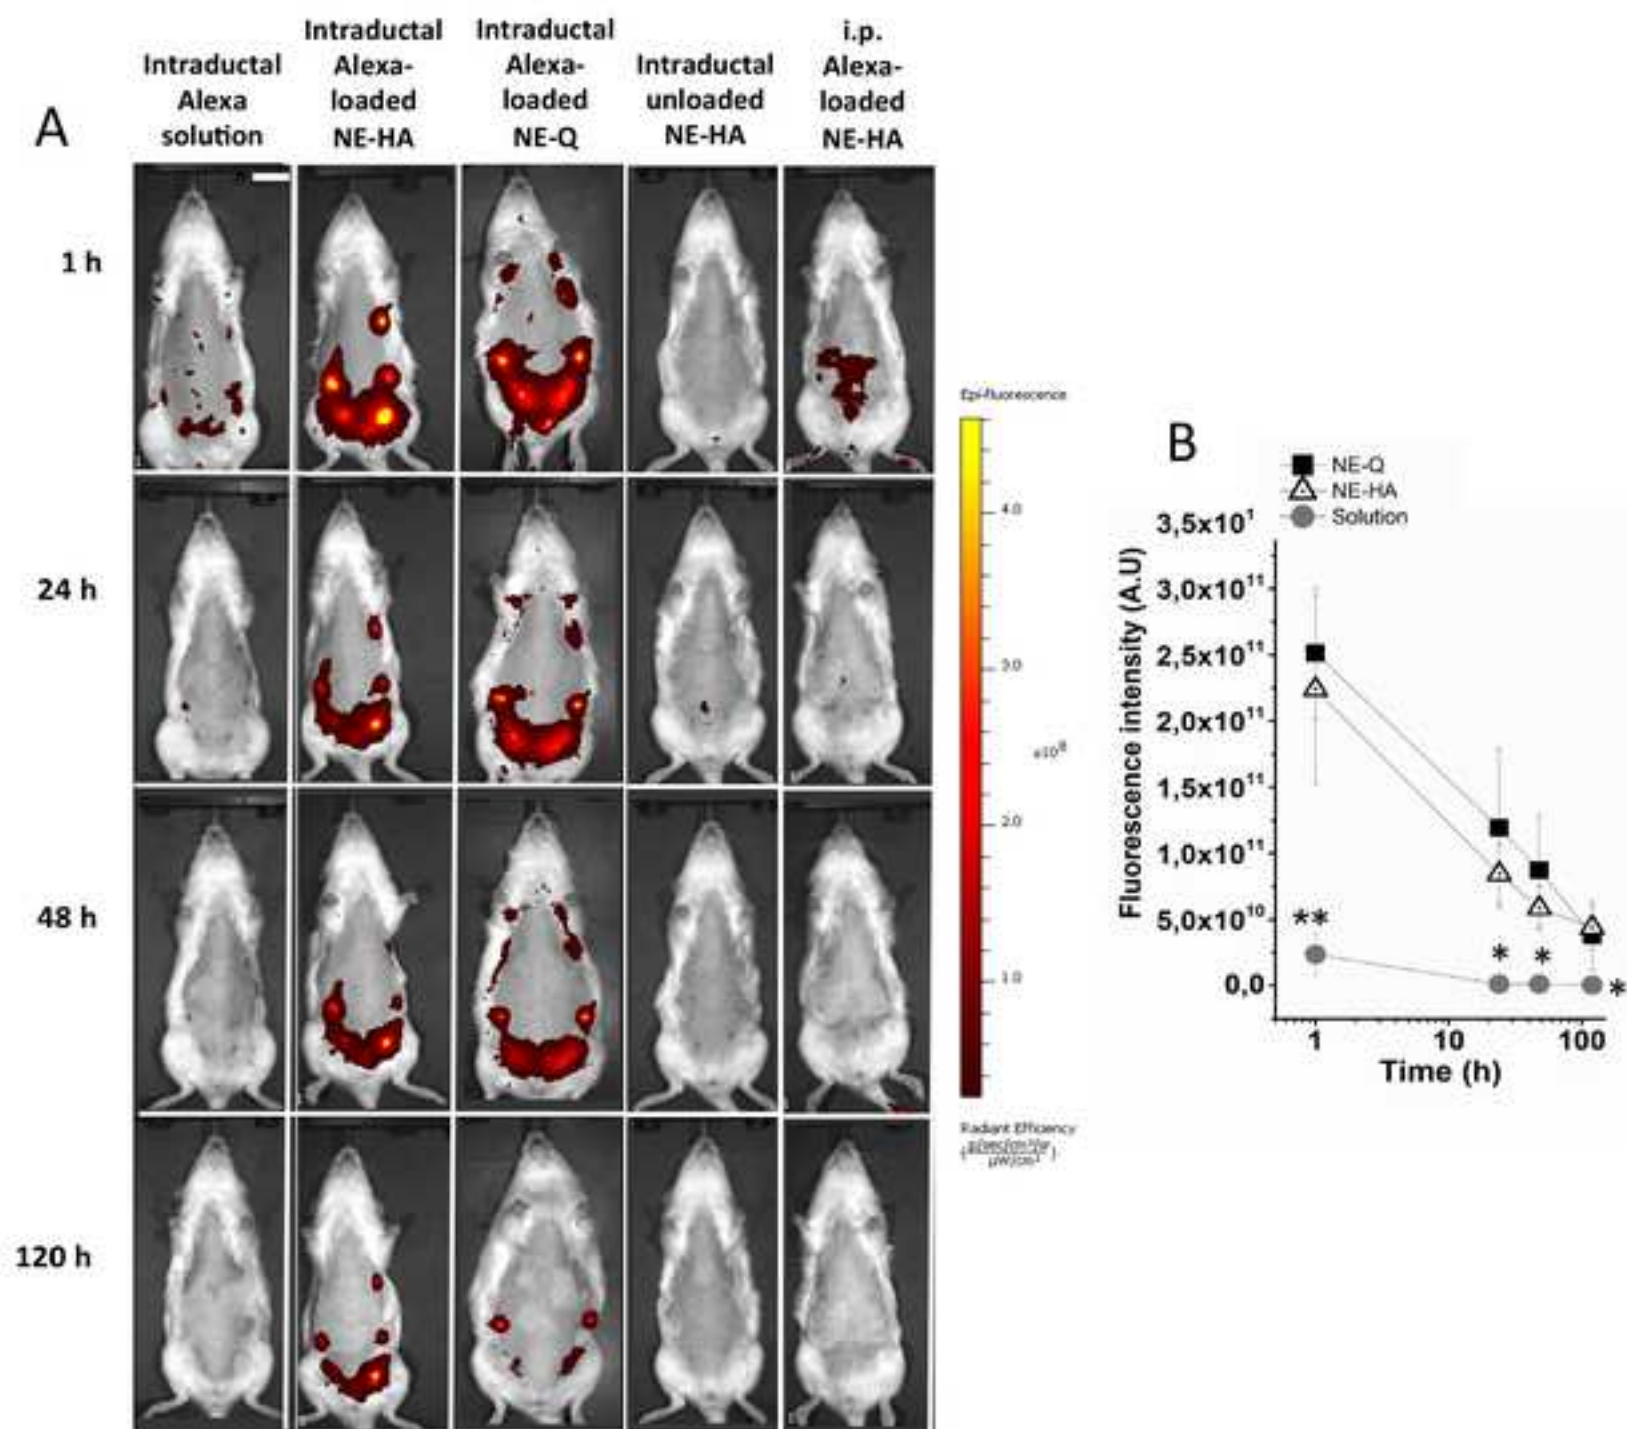 A
Intraductal
Alexa
solution
Intraductal
Alexa-
loaded
NE-HA
Intraductal
Alexa-
loaded
NE-Q
Intraductal
unloaded
NE-HA
i.p.
Alexa-
loaded
NE-HA
1 h
24 h
48 h
120 h
Epi-fluorescence
4.0
3.0
x10⁸
2.0
1.0
Radiant Efficiency
B
NE-Q
NE-HA
Solution
Fluorescence intensity (A.U)
3,5x10¹
3,0x10¹¹
2,5x10¹¹
2,0x10¹¹
1,5x10¹¹
1,0x10¹¹
5,0x10¹⁰
0,0
**
*
*
*
1 10 100
Time (h)